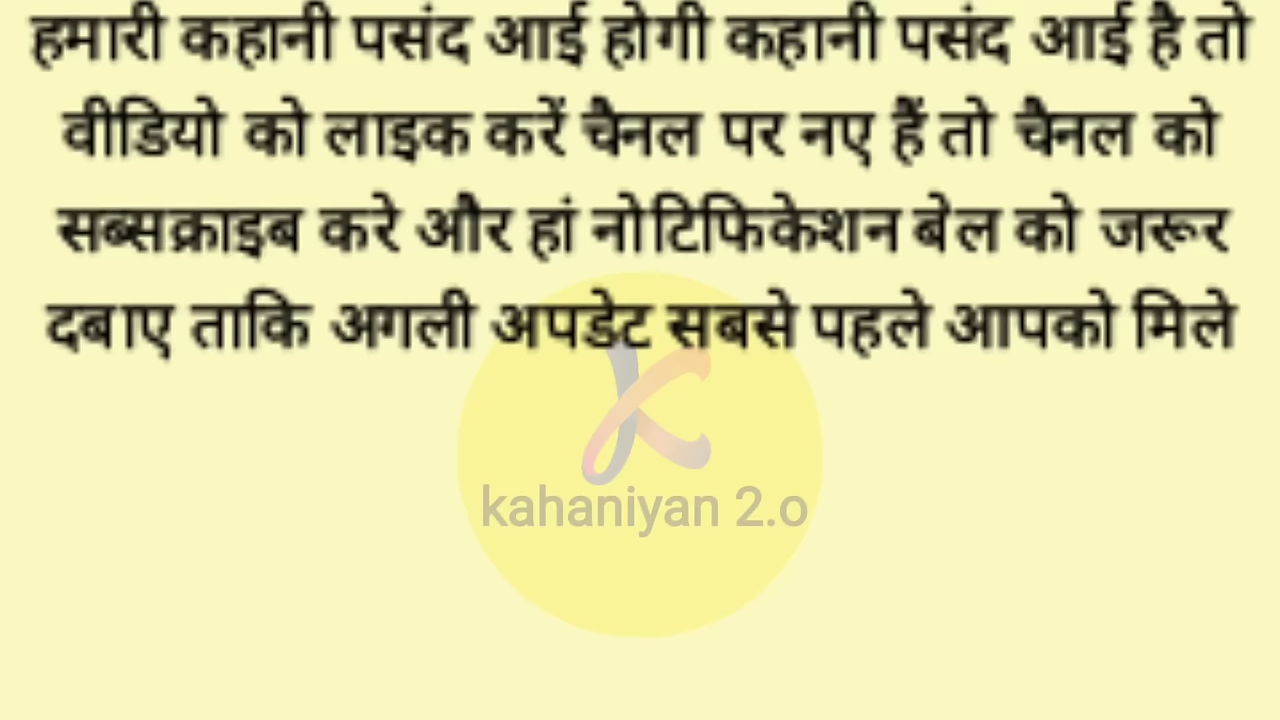 हमारी कहानी पसंद आई होगी कहानी पसंद आई है तो
वीडियो को लाइक करें चैनल पर नए हैं तो चैनल को
सब्सक्राइब करे और हां नोटिफिकेशन बेल को जरूर
दबाए ताकि अगली अपडेट सबसे पहले आपको मिले
kahaniyan 2.o